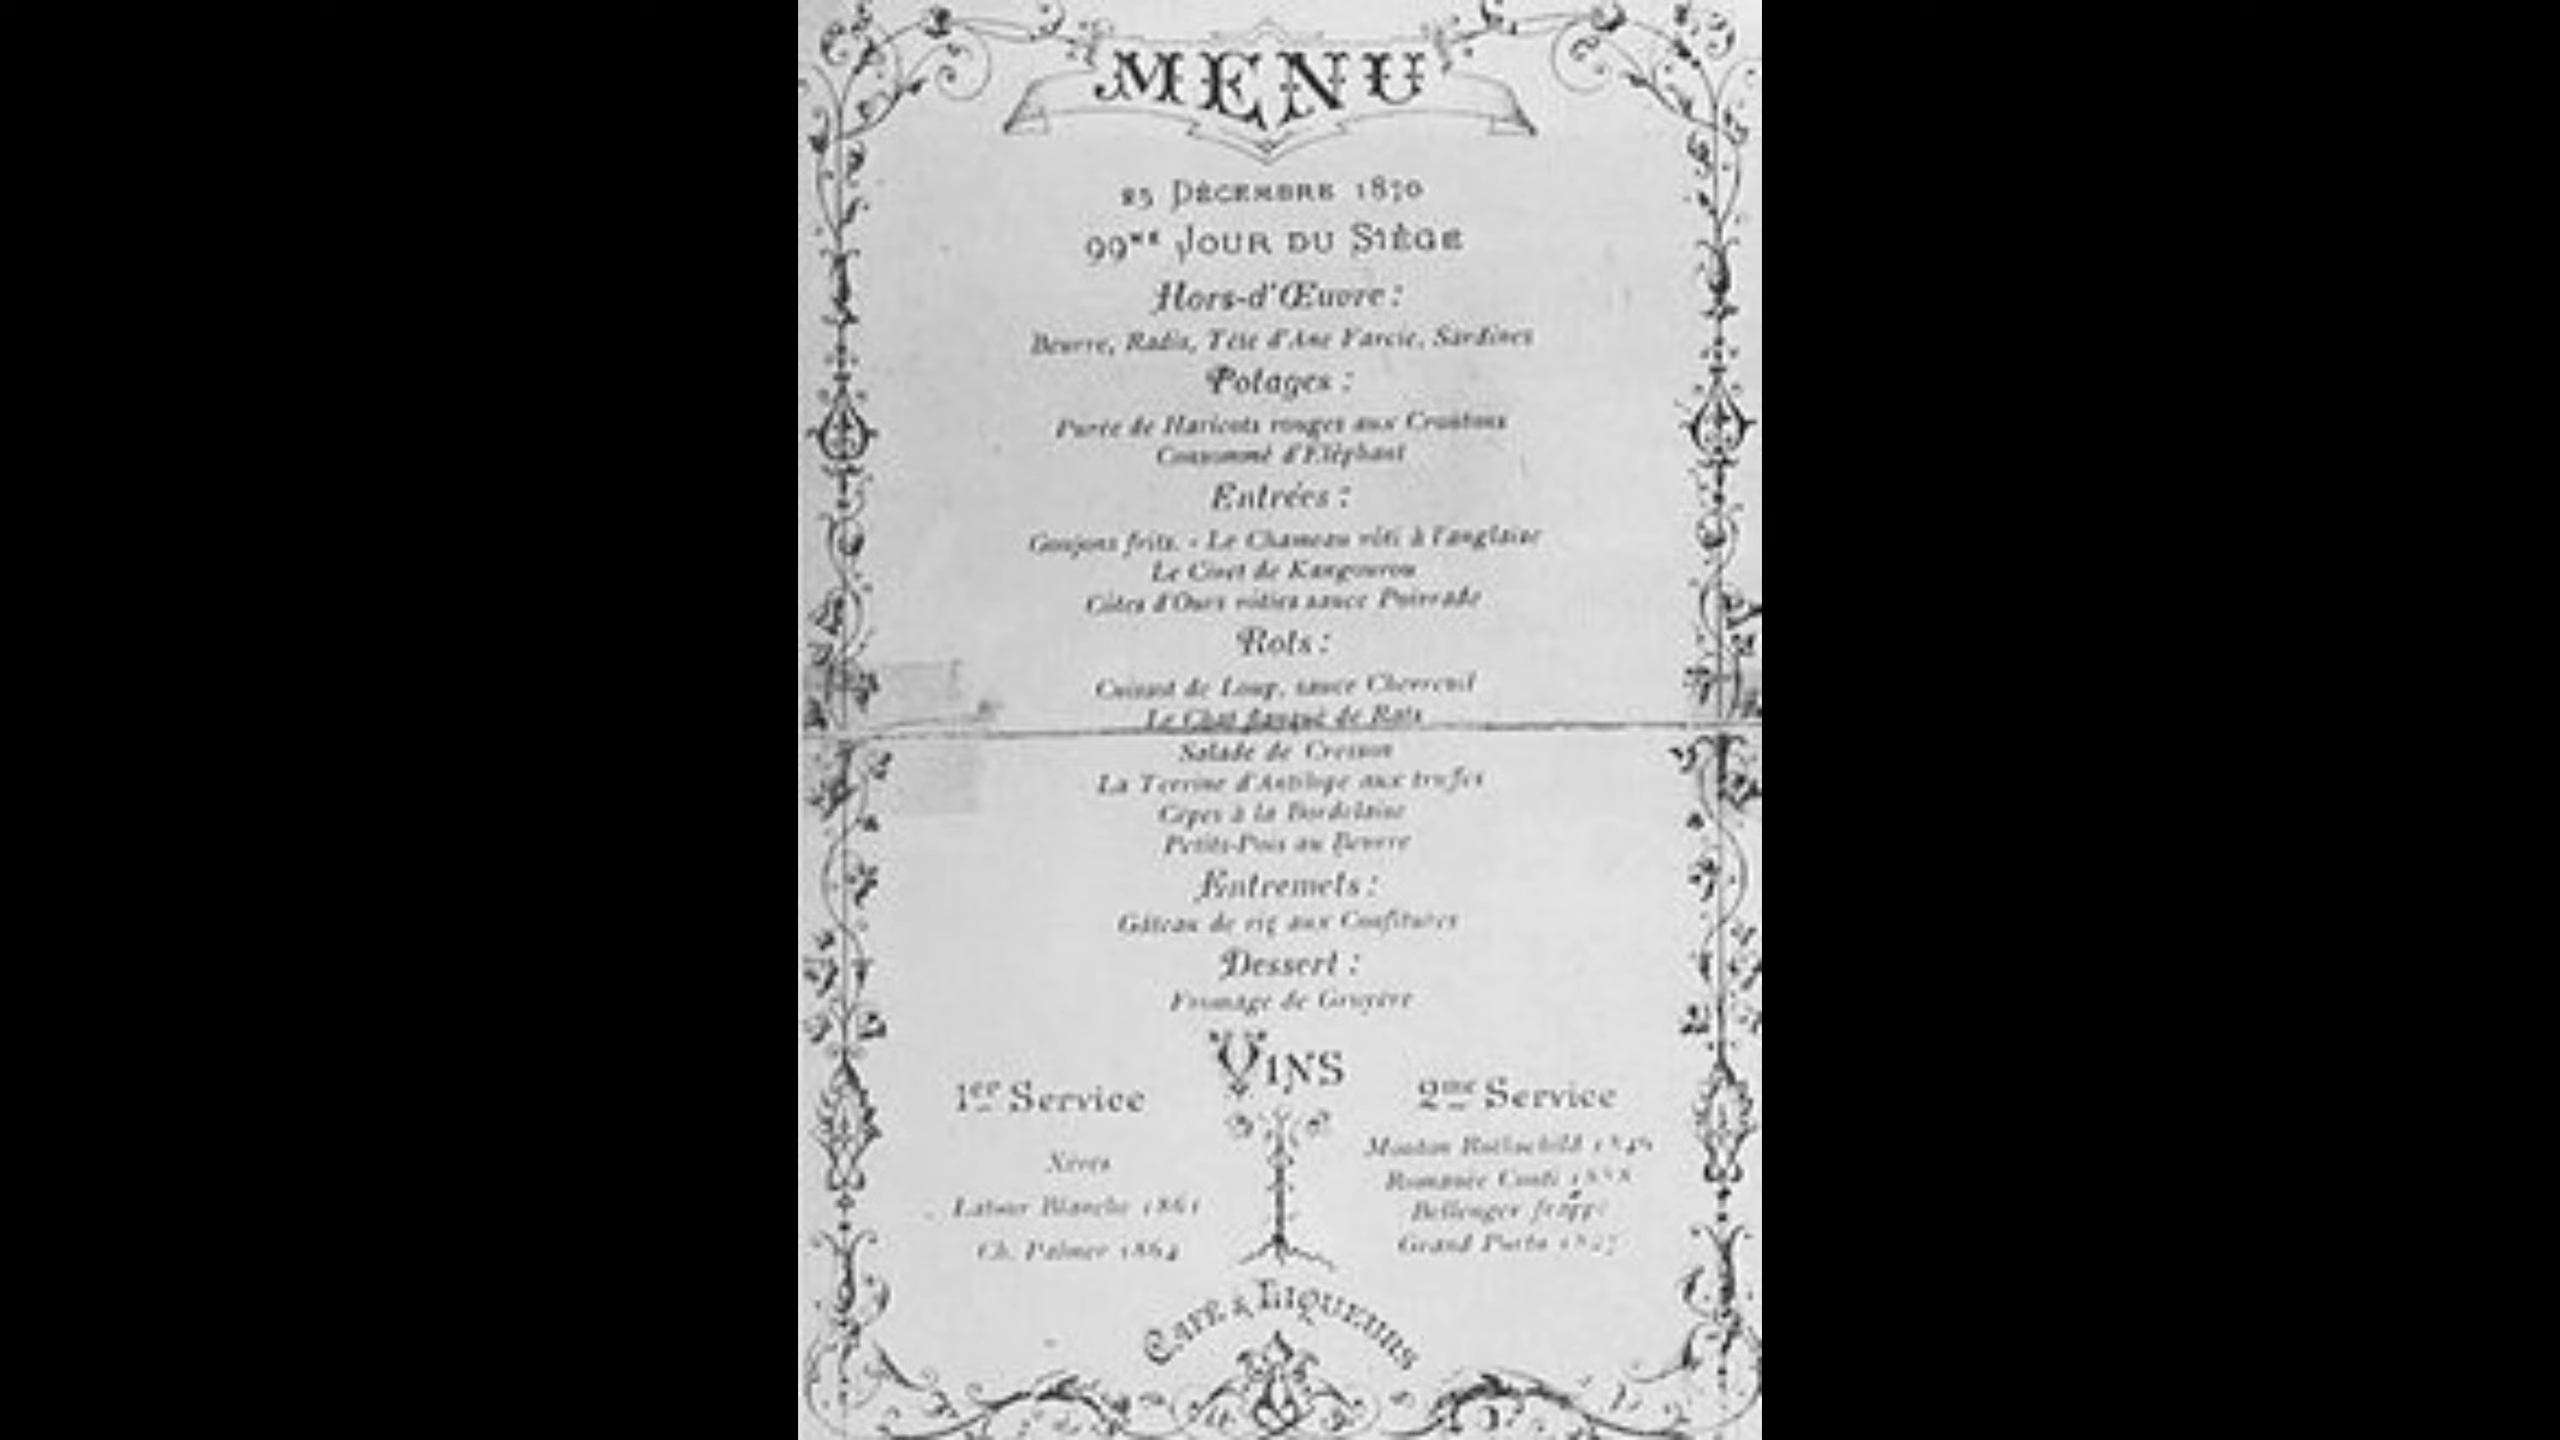 MENU
25 DÉCEMBRE 1870
99ME JOUR DU SIÈGE
Hors-d'Œuvre :
Beurre, Radis, Tête d'Ane Farcie, Sardines
Potages :
Purée de Haricots rouges aux Croûtons
Consommé d'Eléphant
Entrées :
Goujons frits. - Le Chameau rôti à l'anglaise
Le Civet de Kangourou
Côtes d'Ours rôties sauce Poivrade
Rots :
Cuissot de Loup, sauce Chevreuil
Le Chat flanqué de Rats
Salade de Cresson
La Terrine d'Antilope aux truffes
Cèpes à la Bordelaise
Petits-Pois au Beurre
Entremets :
Gâteau de riz aux Confitures
Dessert :
Fromage de Gruyère
VINS
1er Service
2me Service
Xérès
Latour Blanche 1861
Ch. Palmer 1864
Mouton Rothschild 1846
Romanée Conti
Bellenger frappé
Grand Porto 1827
CAFÉ & LIQUEURS